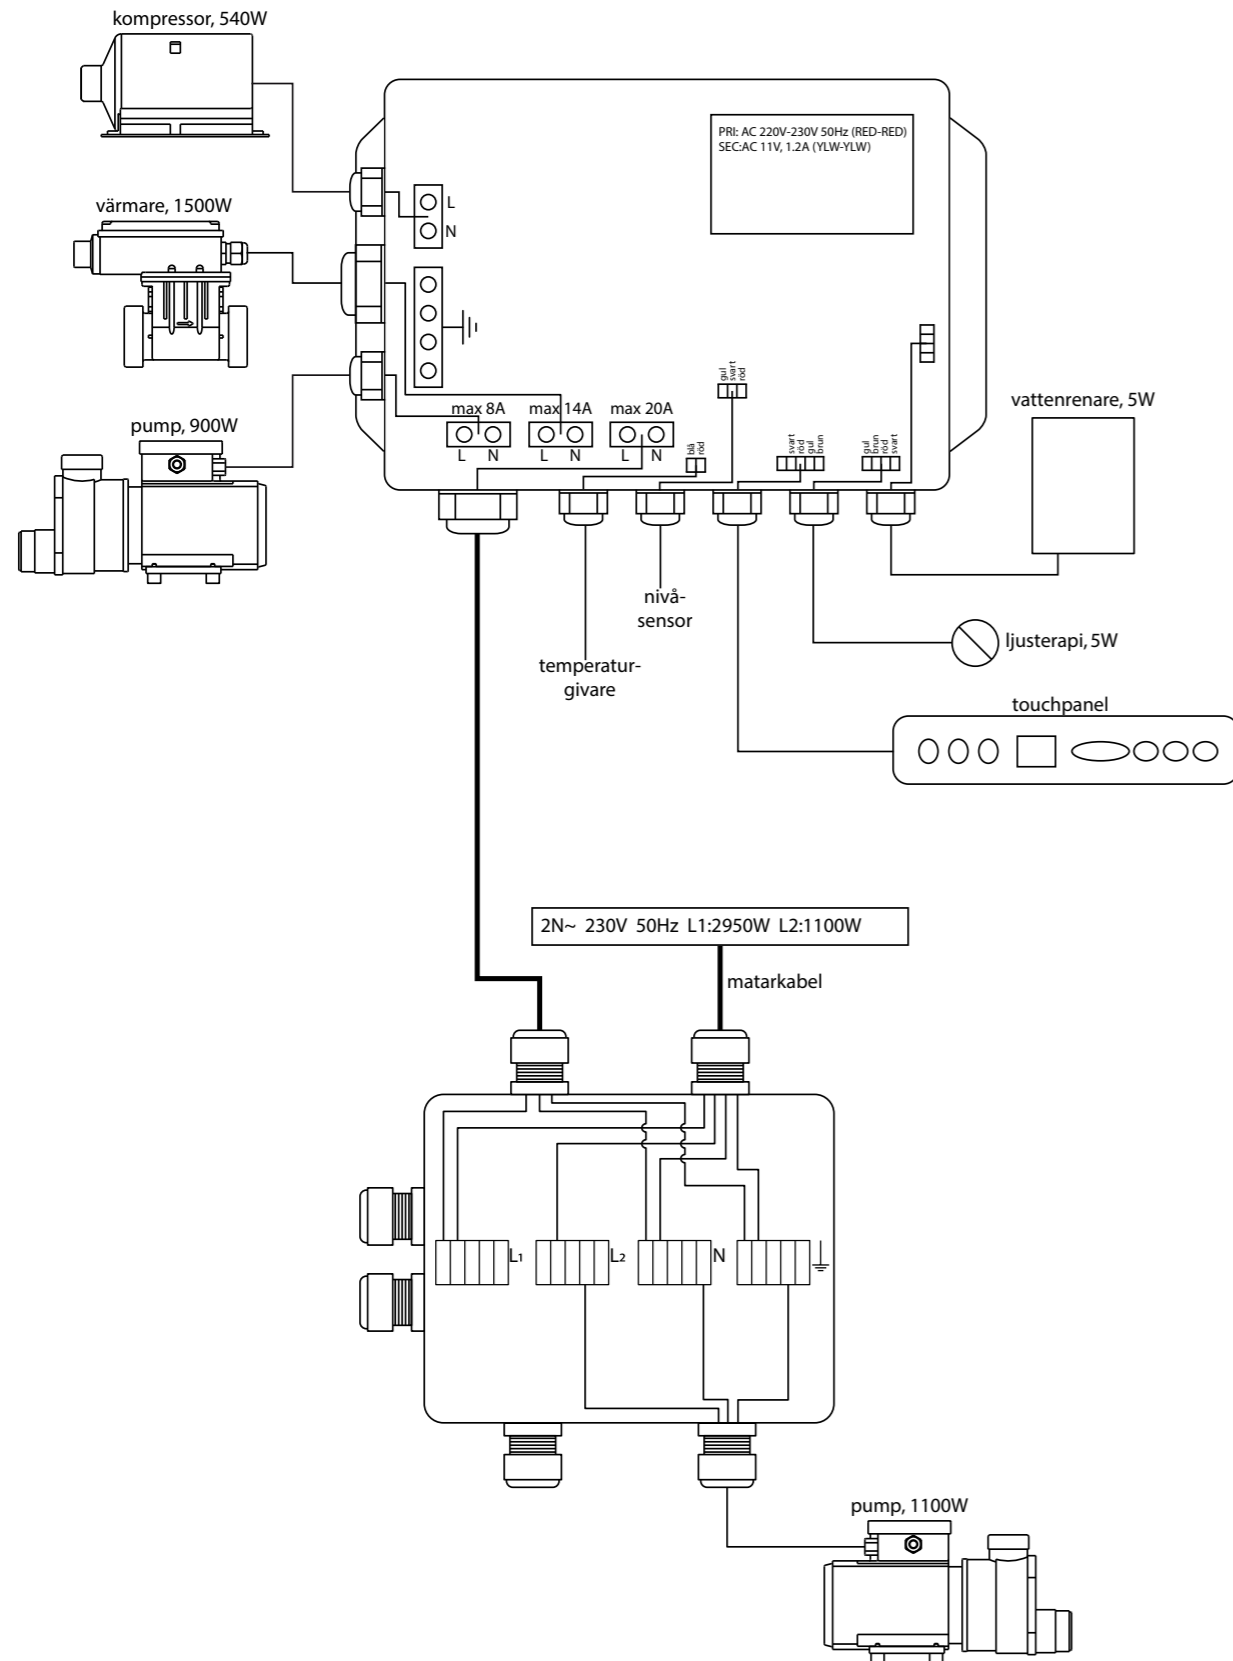 kompressor, 540W
PRI: AC 220V-230V 50Hz (RED-RED)
SEC:AC 11V, 1.2A (YLW-YLW)
L
N
värmare, 1500W
gul
svart
röd
max 8A
max 14A
max 20A
pump, 900W
L
N
L
N
L
N
blå
röd
svart
röd
gul
brun
gul
brun
röd
svart
vattenrenare, 5W
nivå-
sensor
ljusterapi, 5W
temperatur-
givare
touchpanel
2N~ 230V 50Hz L1:2950W L2:1100W
matarkabel
L1
L2
N
pump, 1100W